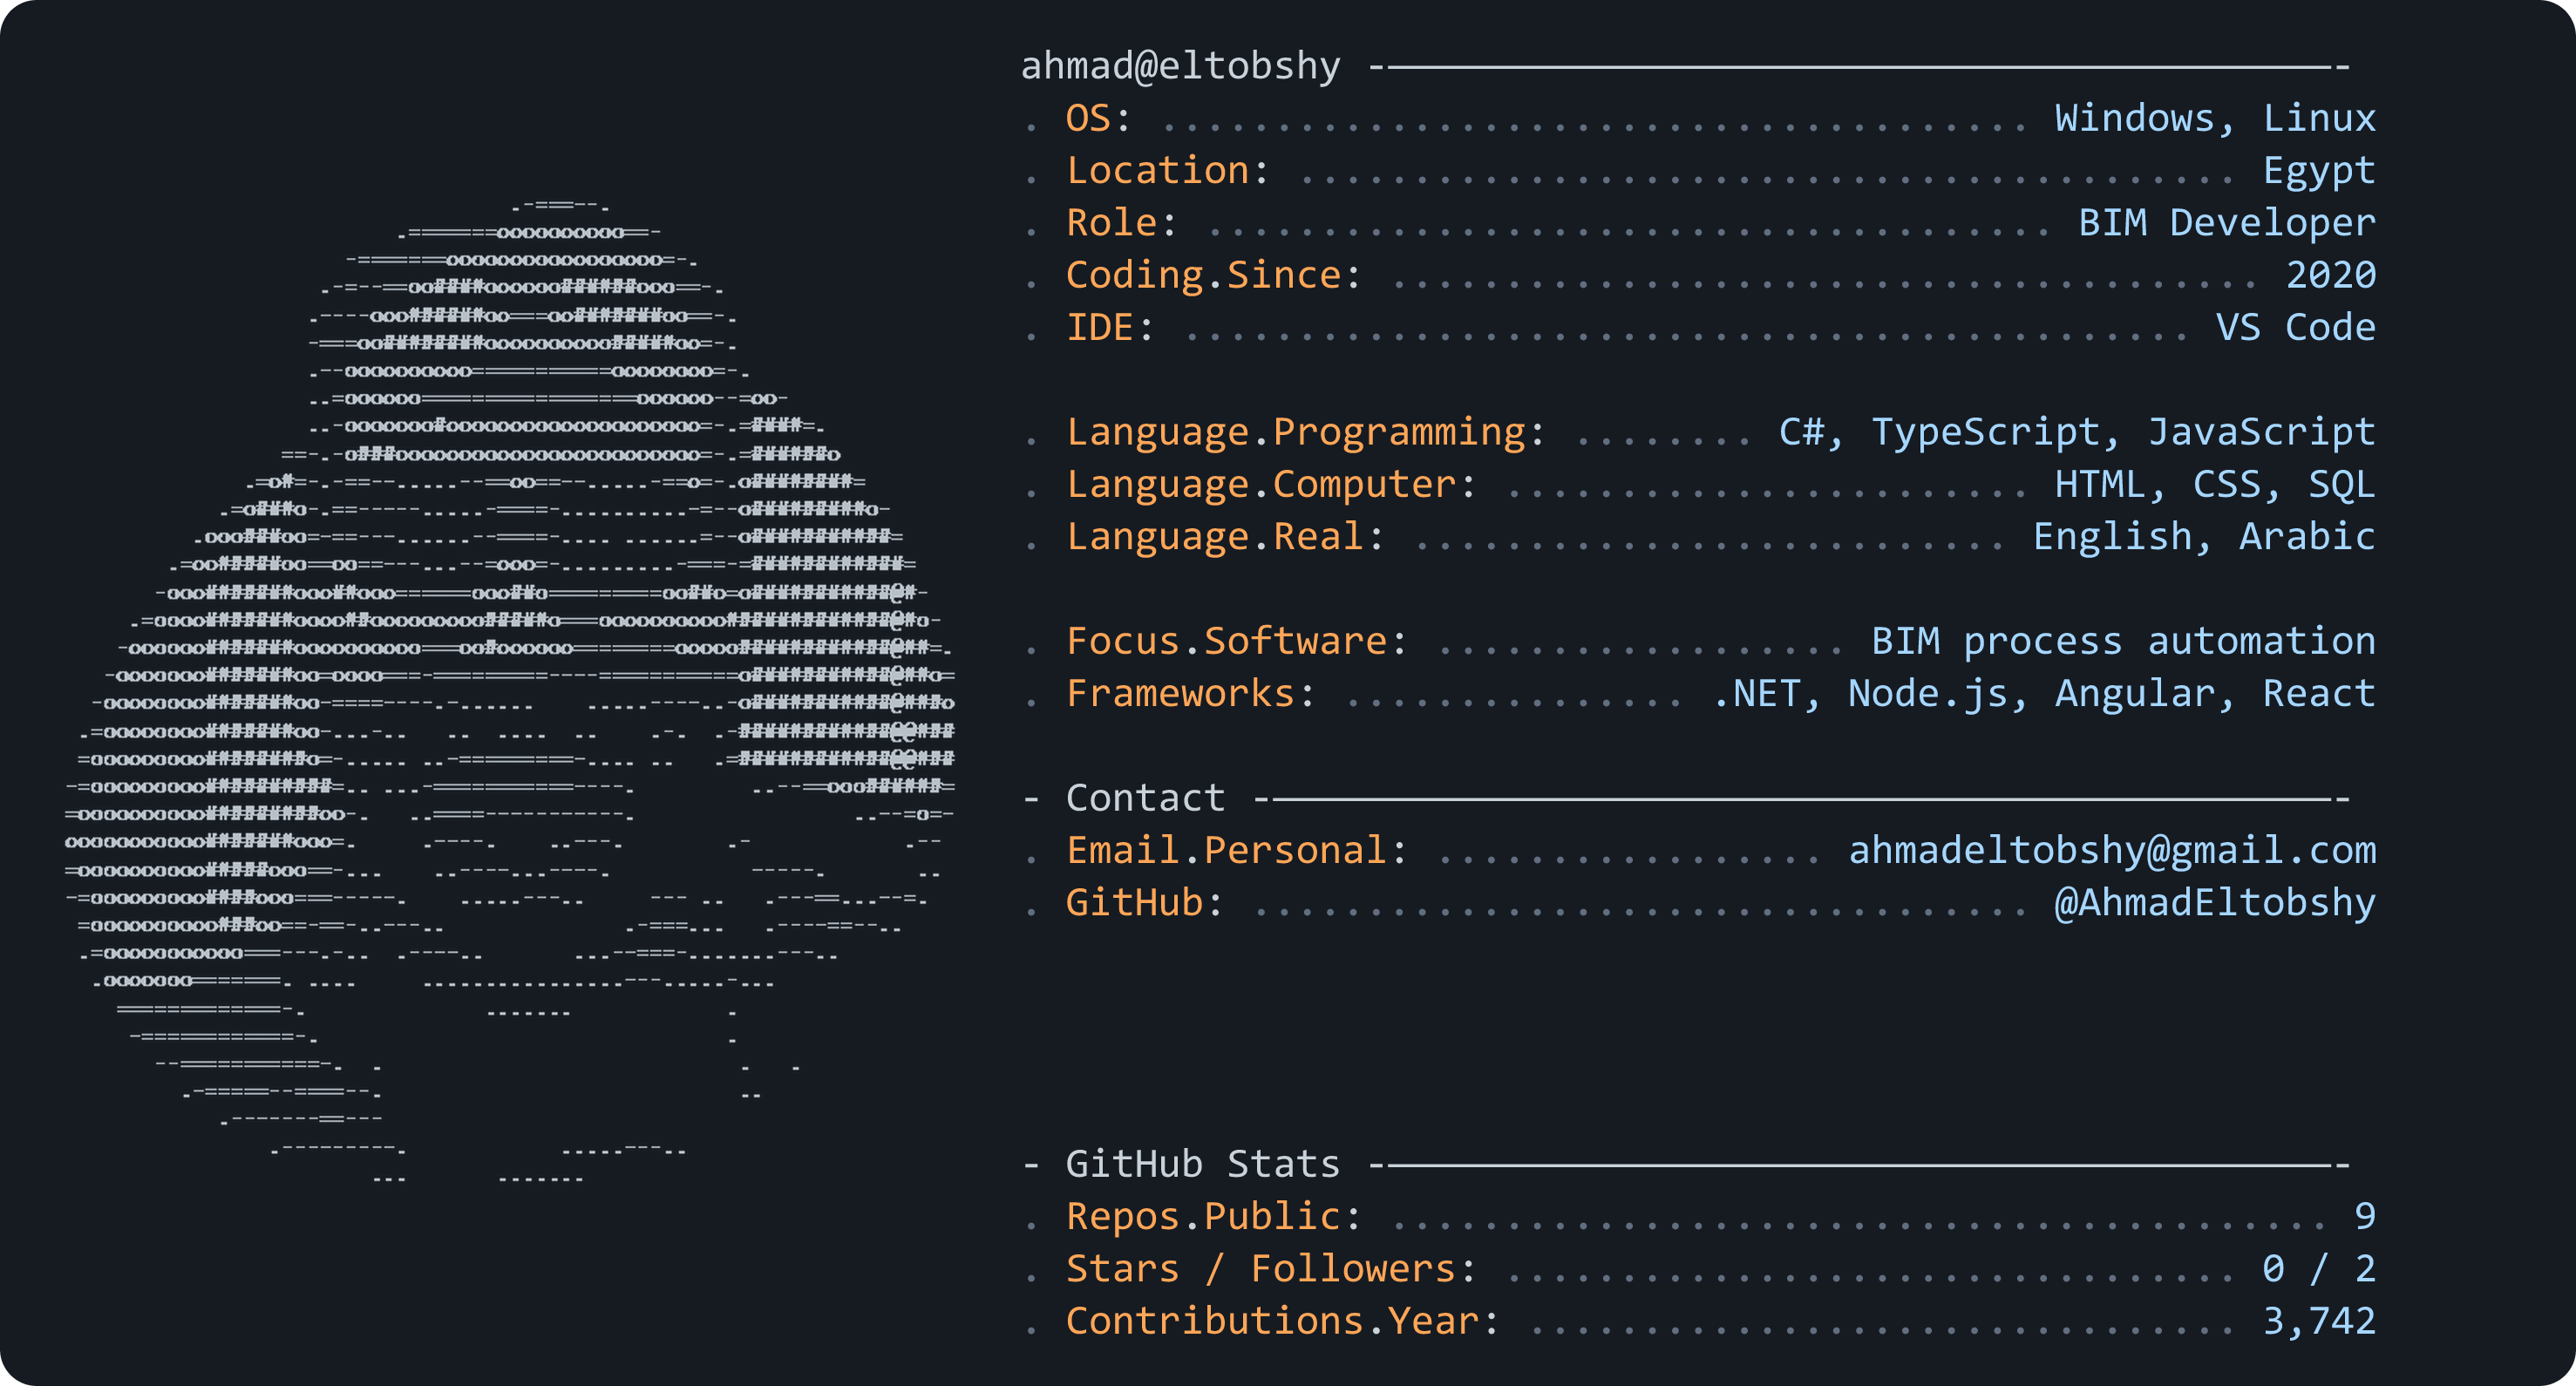 ahmad@eltobshy -——————————————————————————————————————————-
. OS: ...................................... Windows, Linux
. Location: ......................................... Egypt
. Role: ..................................... BIM Developer
. Coding.Since: ...................................... 2020
. IDE: ............................................ VS Code
. Language.Programming: ........ C#, TypeScript, JavaScript
. Language.Computer: ....................... HTML, CSS, SQL
. Language.Real: .......................... English, Arabic
. Focus.Software: .................. BIM process automation
. Frameworks: ............... .NET, Node.js, Angular, React
- Contact -———————————————————————————————————————————————-
. Email.Personal: ................. ahmadeltobshy@gmail.com
. GitHub: .................................. @AhmadEltobshy
- GitHub Stats -——————————————————————————————————————————-
. Repos.Public: ......................................... 9
. Stars / Followers: ................................ 0 / 2
. Contributions.Year: ............................... 3,742